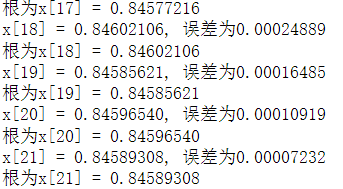 根为x[17] = 0.84577216
x[18] = 0.84602106, 误差为0.00024889
根为x[18] = 0.84602106
x[19] = 0.84585621, 误差为0.00016485
根为x[19] = 0.84585621
x[20] = 0.84596540, 误差为0.00010919
根为x[20] = 0.84596540
x[21] = 0.84589308, 误差为0.00007232
根为x[21] = 0.84589308